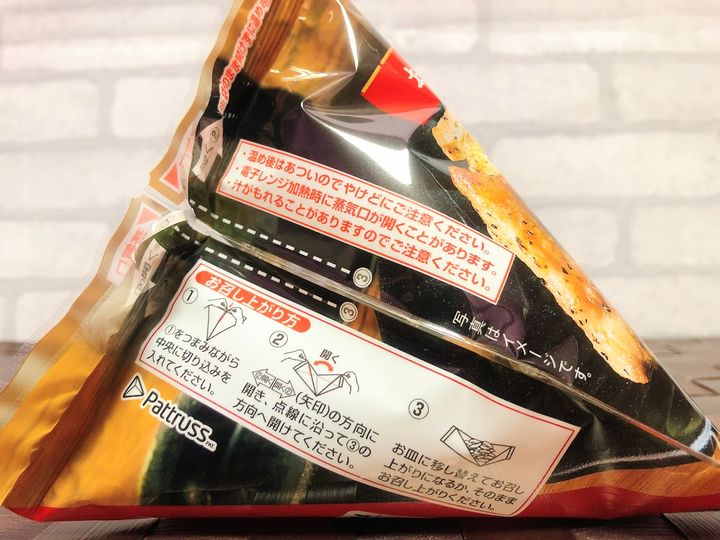 ・温め後はあついのでやけどにご注意ください。
・電子レンジ加熱時に蒸気口が開くことがあります。
・汁がもれることがありますのでご注意ください。
③
③
写真はイメージです。
お召し上がり方
①
①をつまみながら
中央に切り込みを
入れてください。
②
開く
(矢印)の方向に
開き、点線に沿って③の
方向へ開けてください。
③
お皿に移し替えてお召し
上がりになるか、そのまま
お召し上がりください。
Pattruss